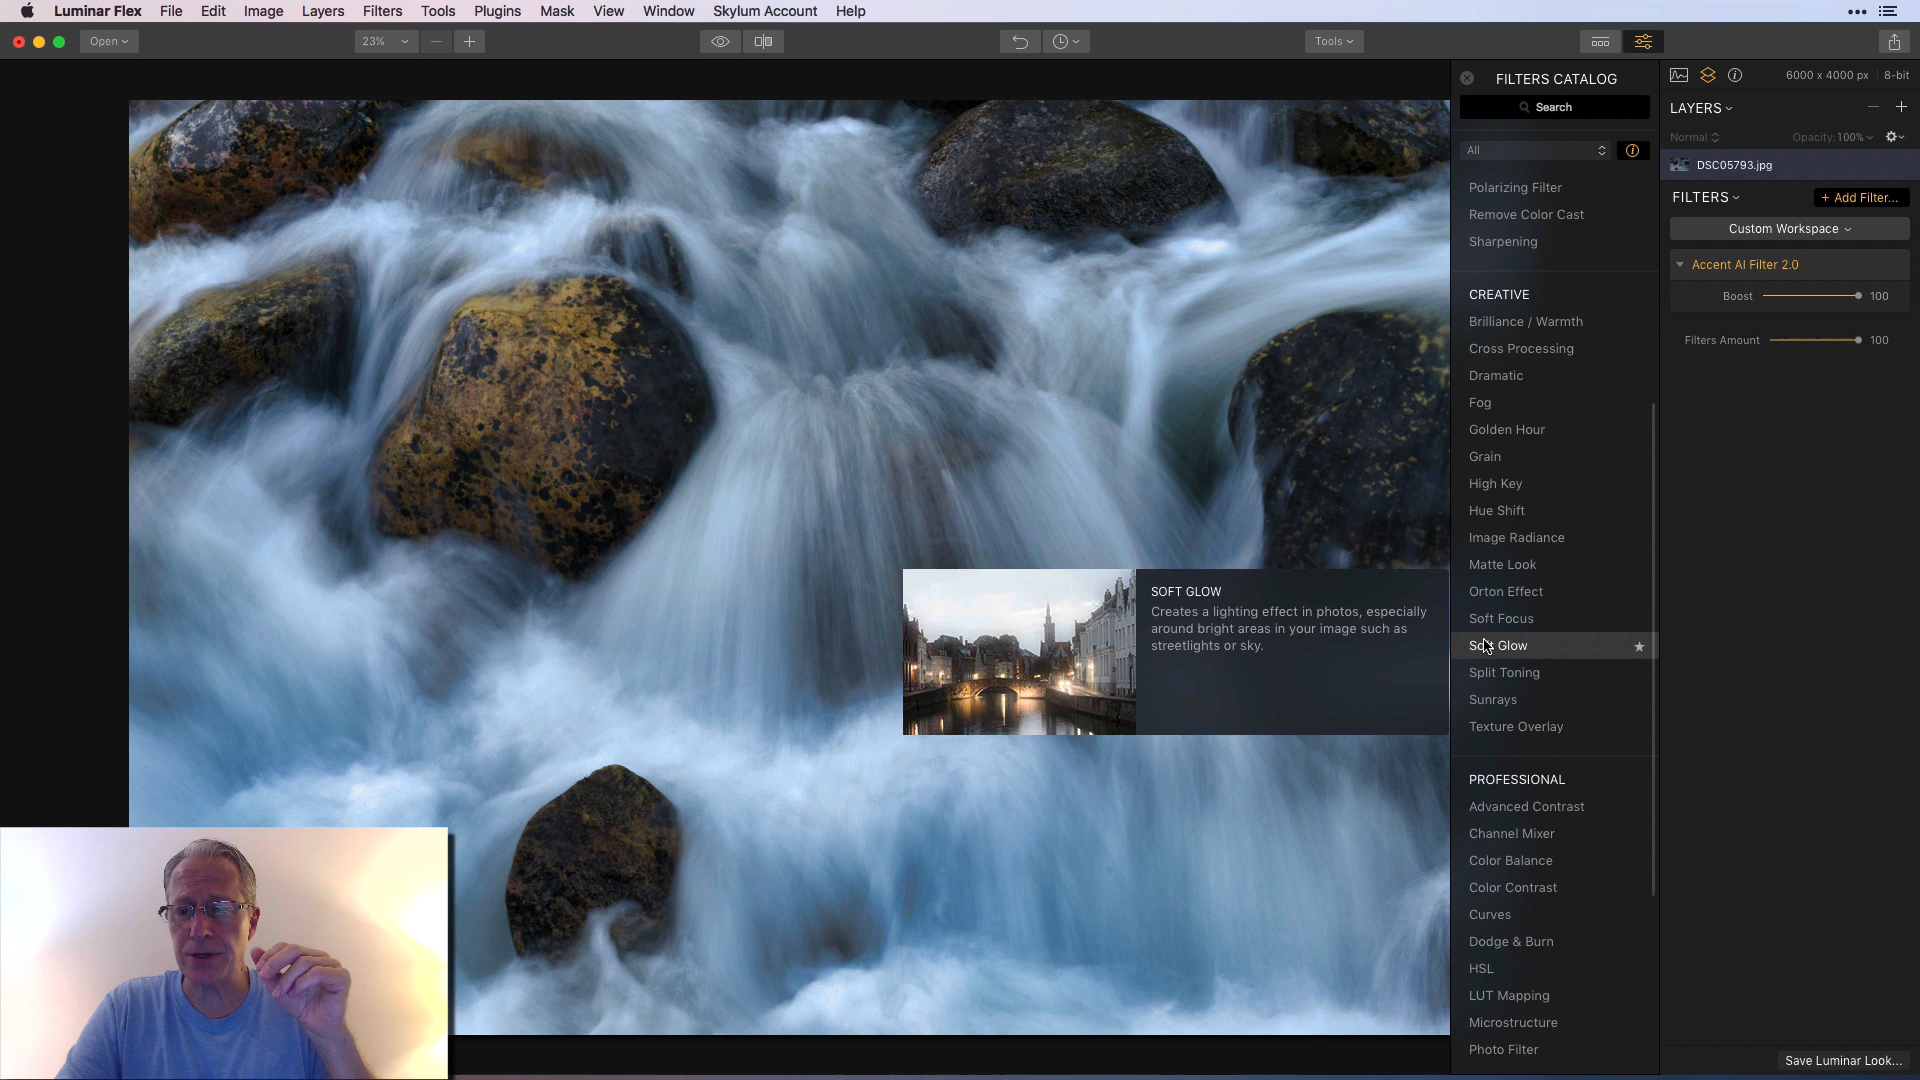 Luminar Flex File Edit Image Layers Filters Tools Plugins Mask View Window Skylum Account Help
Open 23% Tools
FILTERS CATALOG
Search
All
Polarizing Filter
Remove Color Cast
Sharpening
CREATIVE
Brilliance / Warmth
Cross Processing
Dramatic
Fog
Golden Hour
Grain
High Key
Hue Shift
Image Radiance
Matte Look
Orton Effect
Soft Focus
Soft Glow
Split Toning
Sunrays
Texture Overlay
PROFESSIONAL
Advanced Contrast
Channel Mixer
Color Balance
Color Contrast
Curves
Dodge & Burn
HSL
LUT Mapping
Microstructure
Photo Filter
SOFT GLOW
Creates a lighting effect in photos, especially
around bright areas in your image such as
streetlights or sky.
6000 x 4000 px 8-bit
LAYERS
Normal Opacity: 100%
DSC05793.jpg
FILTERS + Add Filter...
Custom Workspace
Accent AI Filter 2.0
Boost 100
Filters Amount 100
Save Luminar Look...